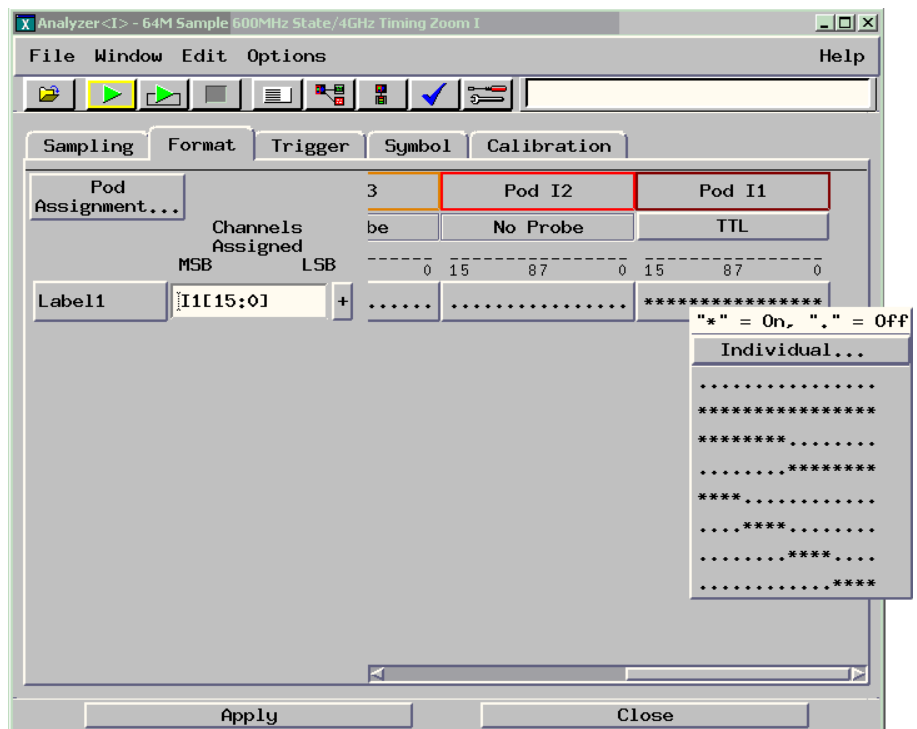 Analyzer<I> - 64M Sample 600MHz State/4GHz Timing Zoom I
File Window Edit Options Help
Sampling Format Trigger Symbol Calibration
Pod
Assignment...
3 Pod I2 Pod I1
be No Probe TTL
Channels
Assigned
MSB LSB
0 15 87 0 15 87 0
Label1 I1[15:0] + ...... ................ ****************
"*" = On, "." = Off
Individual...
................
****************
********........
........********
****............
....****........
........****....
............****
Apply Close